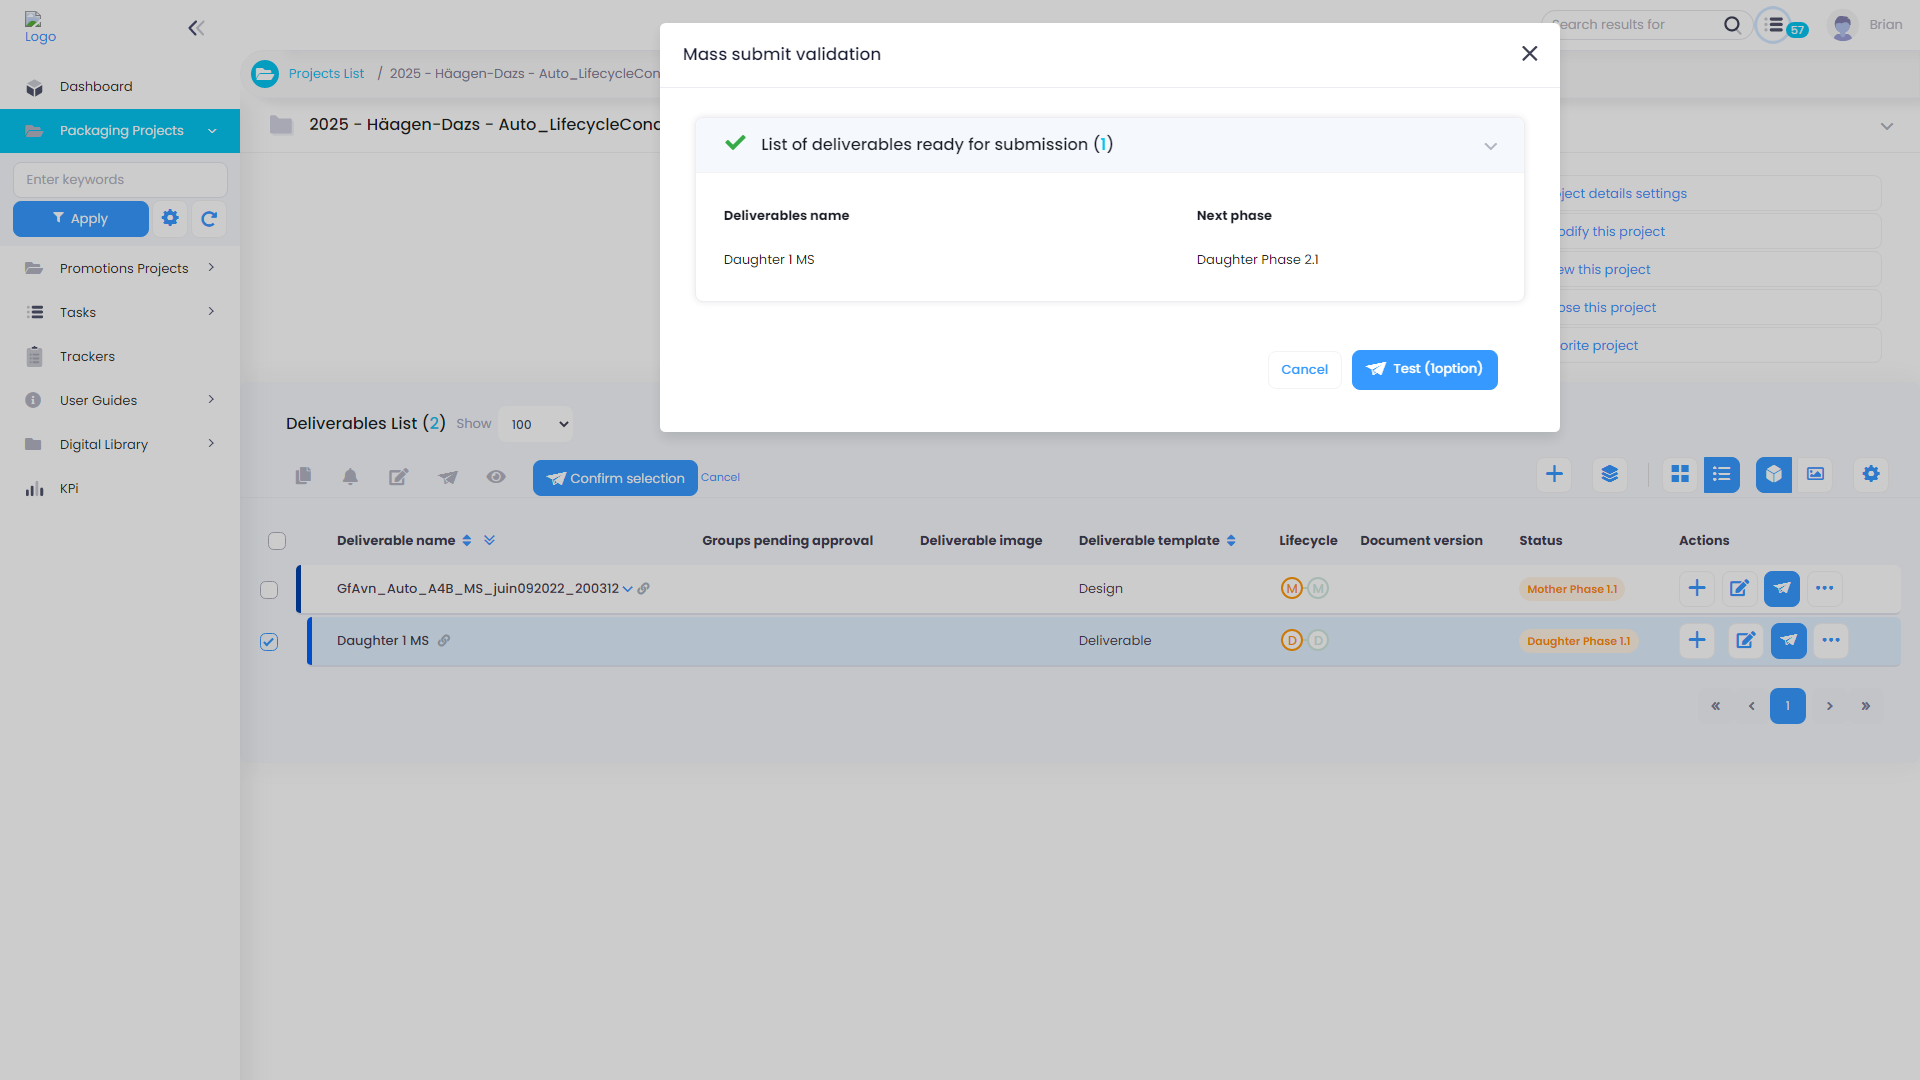 Logo
Search results for
57
Brian
Mass submit validation
Projects List / 2025 - Häagen-Dazs - Auto_LifecycleCon
2025 - Häagen-Dazs - Auto_LifecycleCond
Dashboard
Packaging Projects
Enter keywords
Apply
Promotions Projects
Tasks
Trackers
User Guides
Digital Library
KPi
List of deliverables ready for submission (1)
Deliverables name Next phase
Daughter 1 MS Daughter Phase 2.1
Cancel Test (1option)
ject details settings
odify this project
ew this project
ose this project
orite project
Deliverables List (2) Show 100
Confirm selection Cancel
Deliverable name Groups pending approval Deliverable image Deliverable template Lifecycle Document version Status Actions
GfAvn_Auto_A4B_MS_juin092022_200312 Design M M Mother Phase 1.1
Daughter 1 MS Deliverable D D Daughter Phase 1.1
« ‹ 1 › »